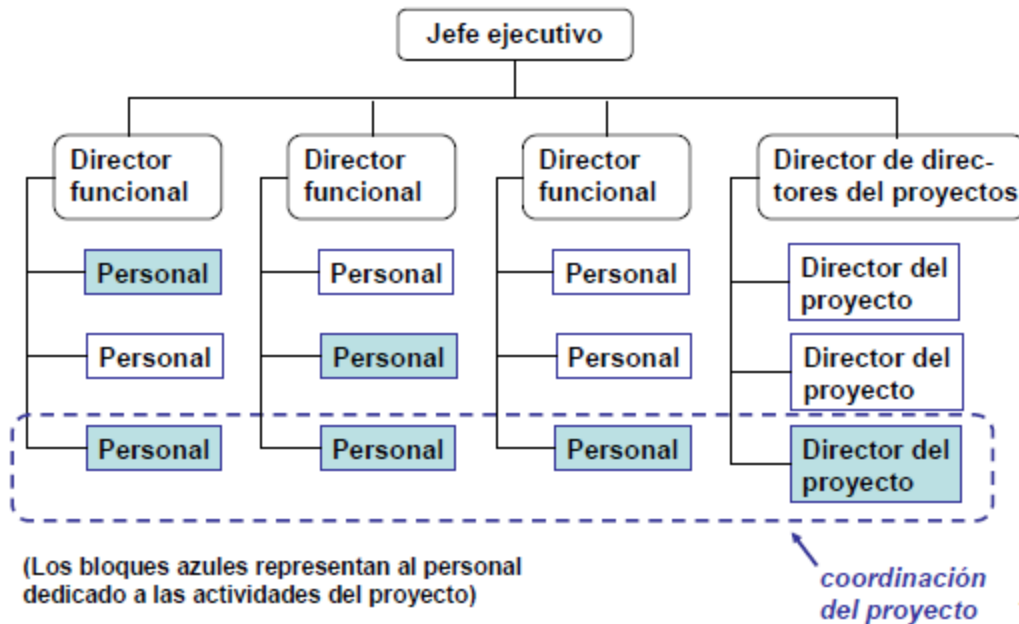 Jefe ejecutivo
Director
funcional
Director
funcional
Director
funcional
Director de direc-
tores del proyectos
Personal
Personal
Personal
Director del
proyecto
Personal
Personal
Personal
Director del
proyecto
Personal
Personal
Personal
Director del
proyecto
(Los bloques azules representan al personal
dedicado a las actividades del proyecto)
coordinación
del proyecto